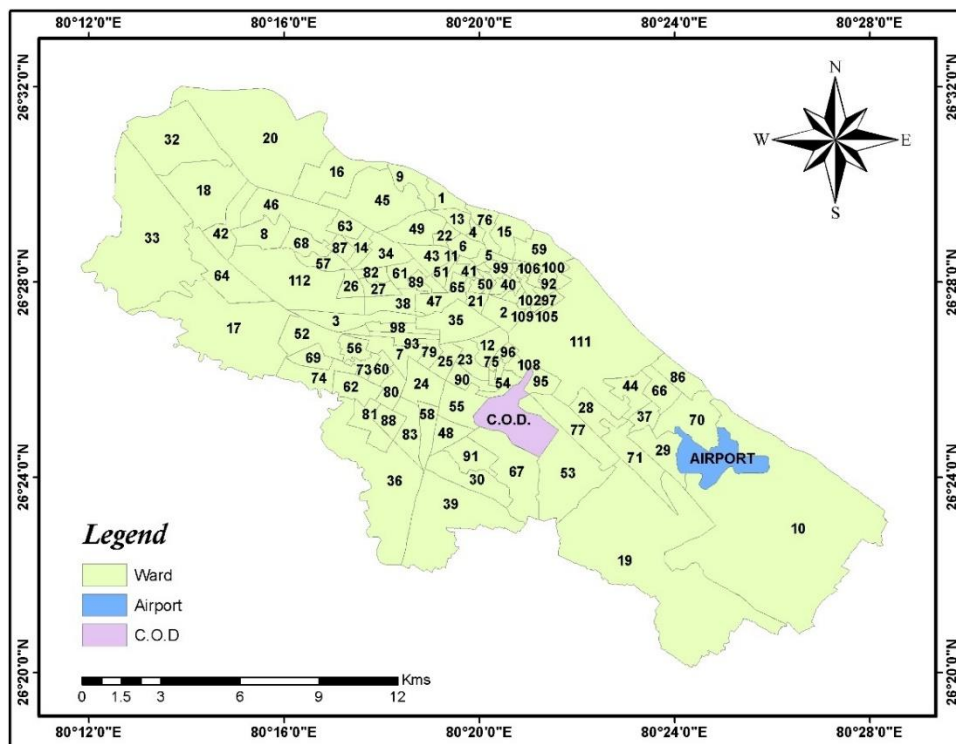 80°12'0"E 80°16'0"E 80°20'0"E 80°24'0"E 80°28'0"E
26°32'0"N 26°32'0"N
N
W E
S
32 20
16 9
18 45 1
46 13 76
33 42 8 63 49 22 4 15
68 87 14 34 43 11 6 5 59
64 57 82 61 51 41 99 106 100
26°28'0"N 26°28'0"N
112 26 27 89 65 50 40 92
38 47 21 102 97
17 3 35 2 109 105
52 98 111
56 7 93 79 12 96
69 73 60 25 23 75 108
74 62 80 24 90 54 95 44 86
66
81 88 58 55 C.O.D. 28 37 70
83 48 77
91 71 29 AIRPORT
26°24'0"N 26°24'0"N
36 30 67 53
39 10
19
Legend
Ward
Airport
C.O.D
Kms
0 1.5 3 6 9 12
26°20'0"N 26°20'0"N
80°12'0"E 80°16'0"E 80°20'0"E 80°24'0"E 80°28'0"E